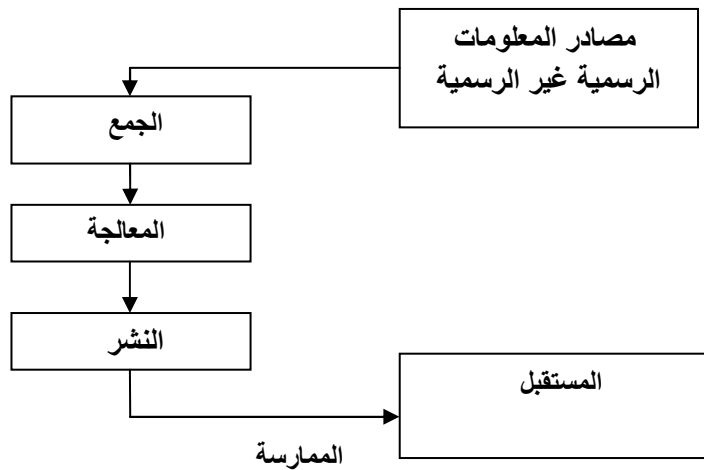 مصادر المعلومات
الرسمية غير الرسمية
الجمع
المعالجة
النشر
المستقبل
الممارسة